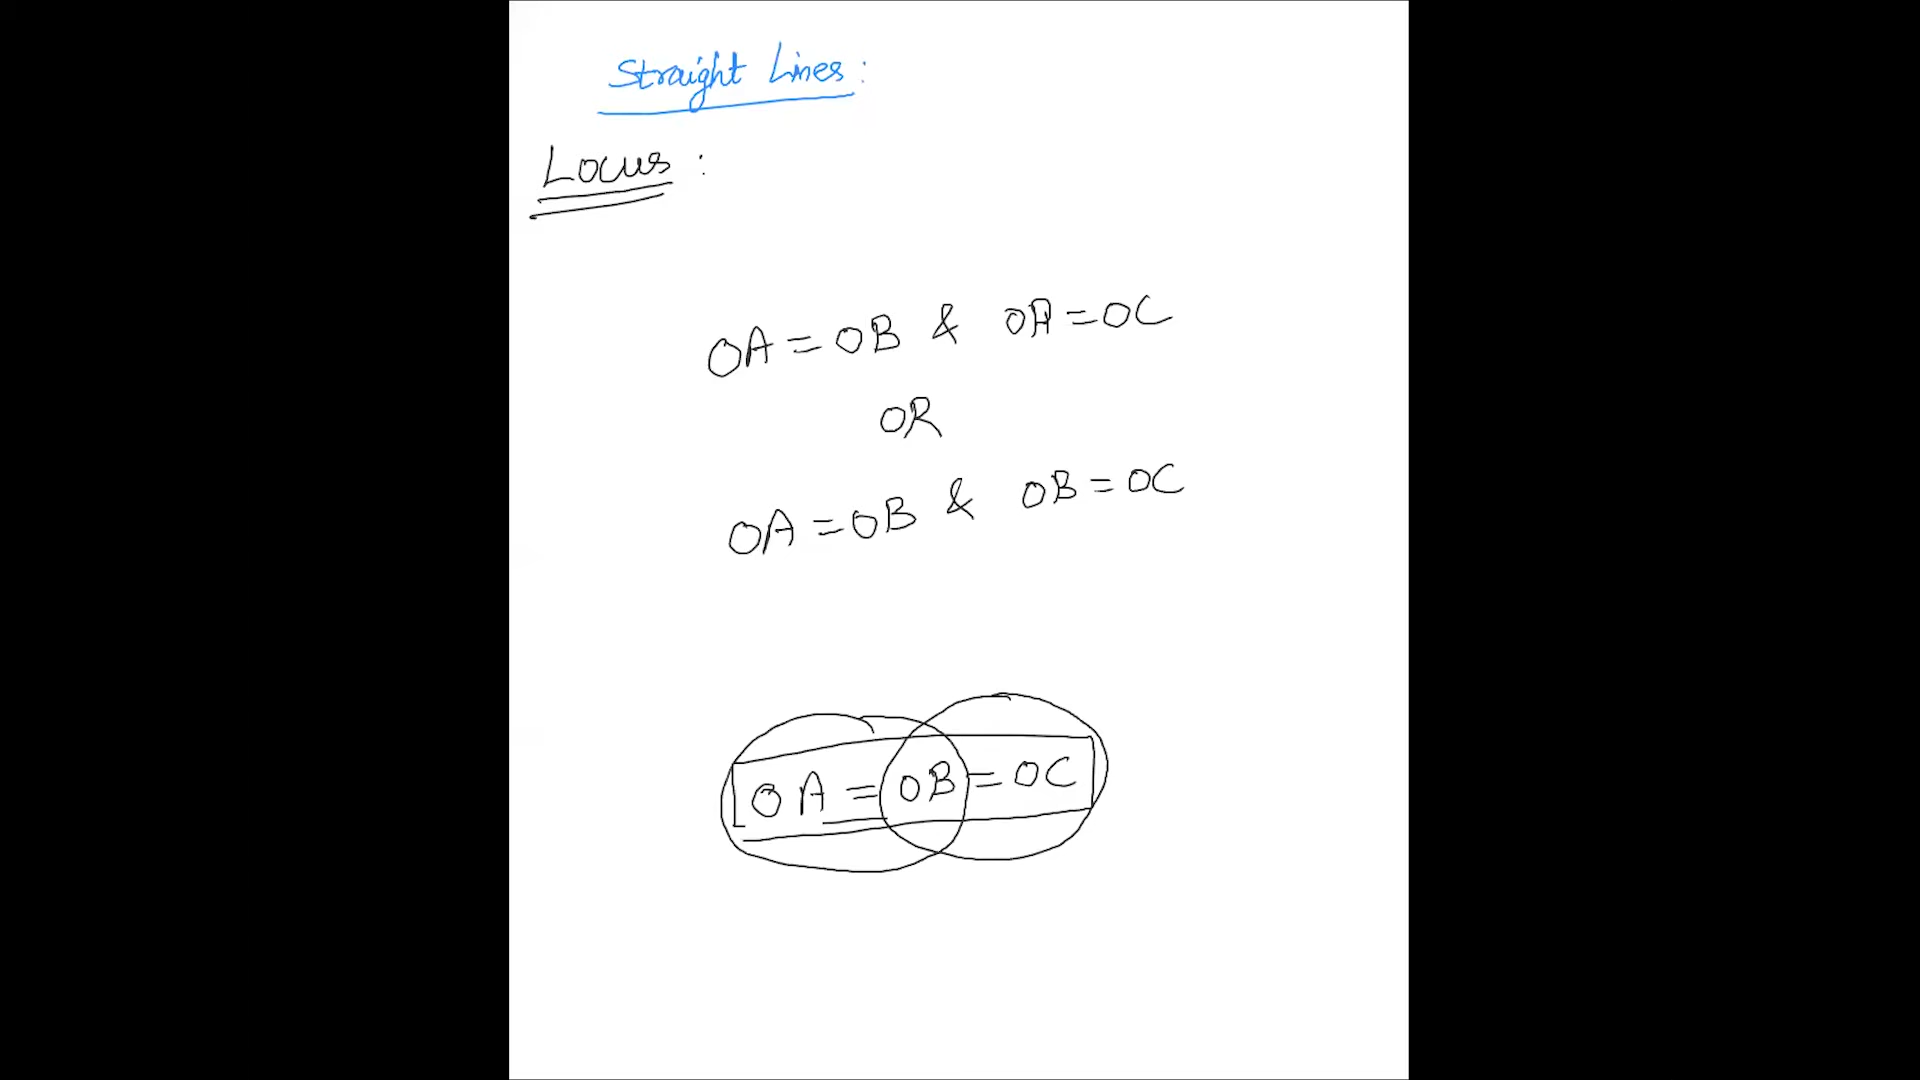 Straight Lines:
Locus :
OA = OB & OA = OC
OR
OA = OB & OB = OC
OA = OB = OC